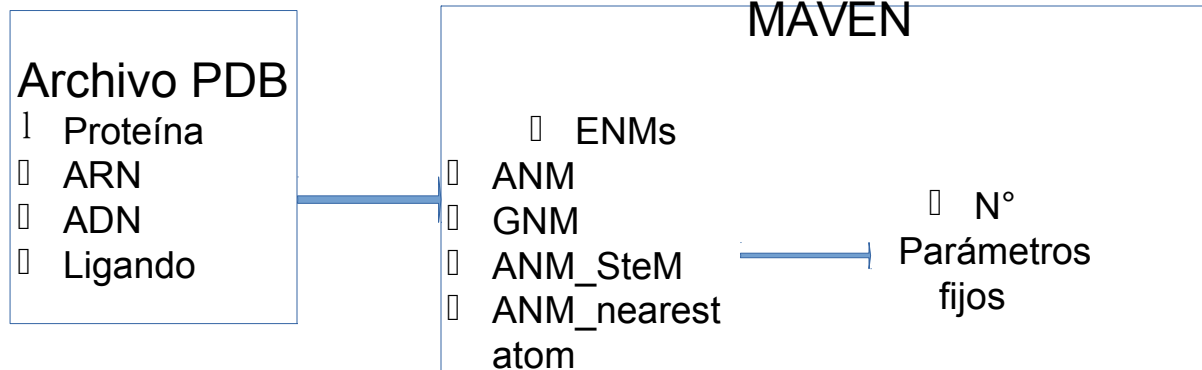 MAVEN
Archivo PDB
l Proteína
ARN
ADN
Ligando
ENMs
ANM
GNM
ANM_SteM
ANM_nearest
atom
N°
Parámetros
fijos